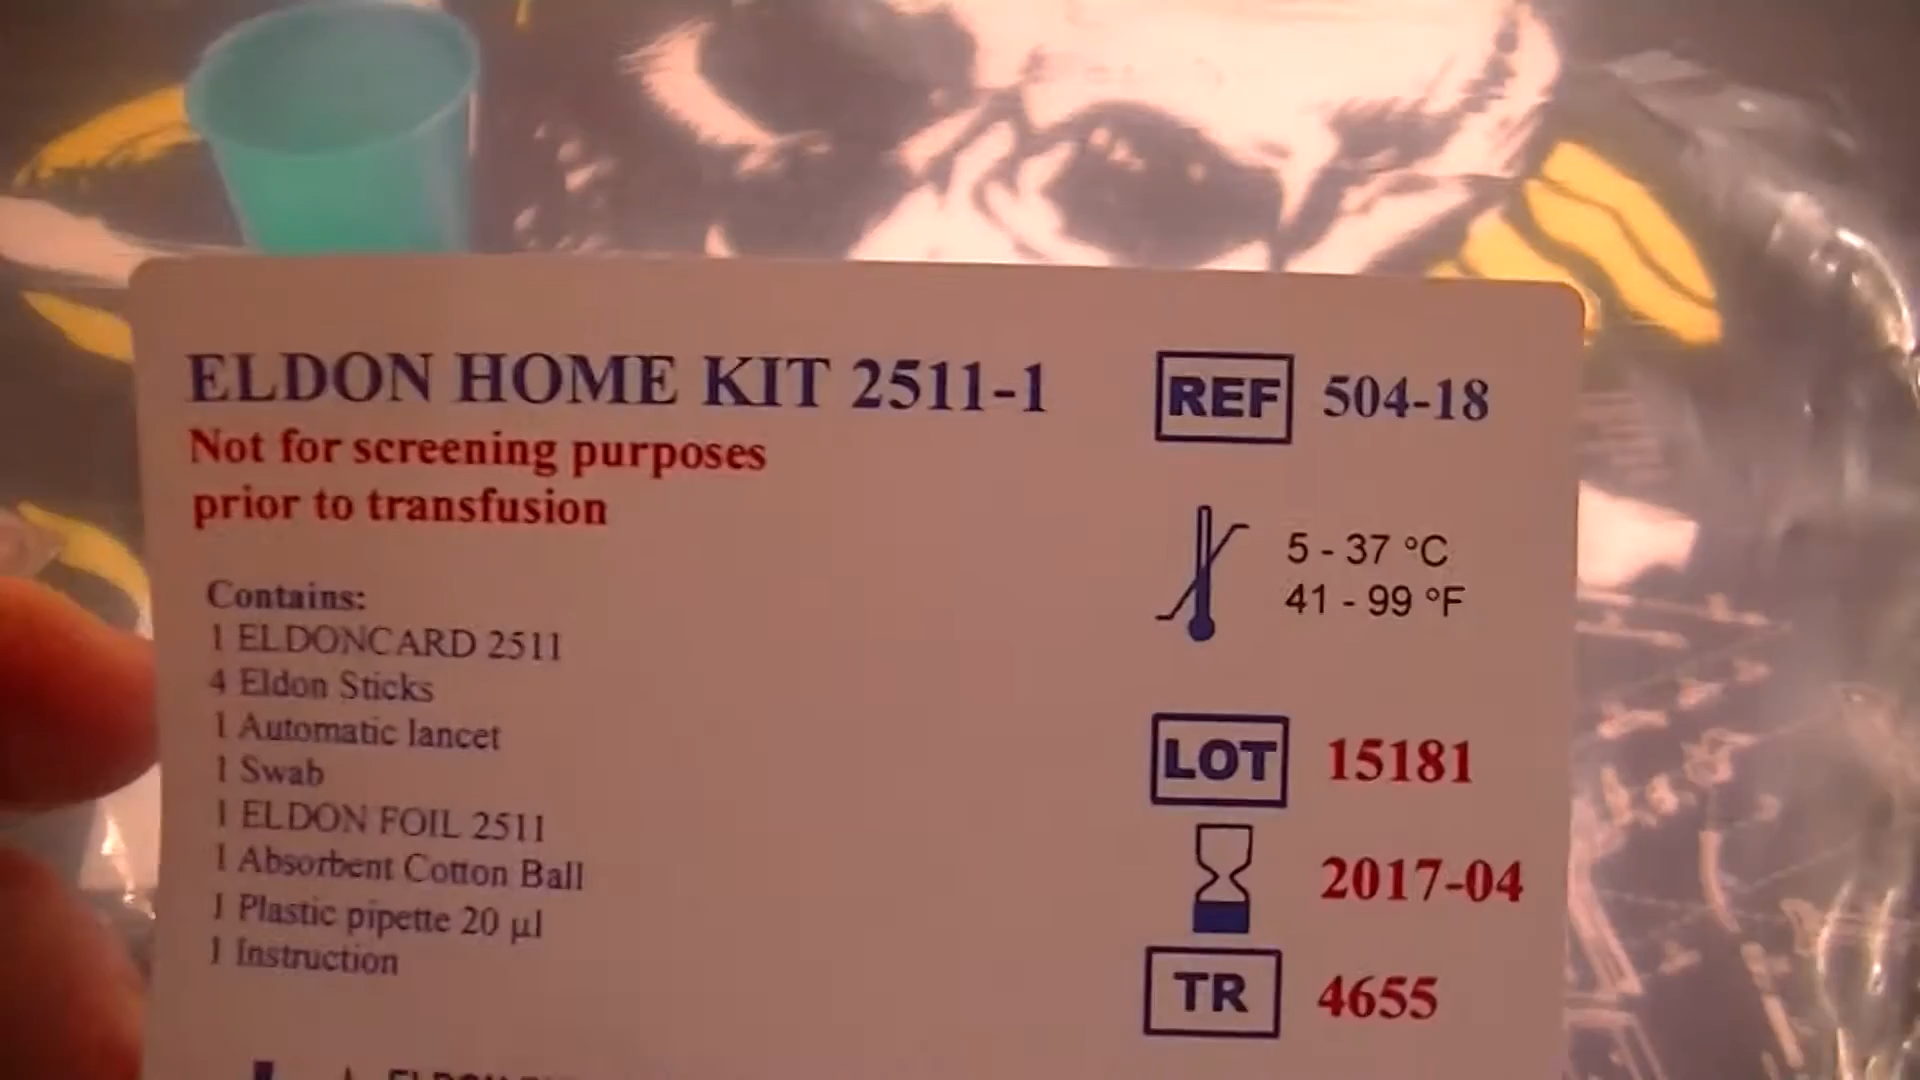 ELDON HOME KIT 2511-1
Not for screening purposes
prior to transfusion
Contains:
1 ELDONCARD 2511
4 Eldon Sticks
1 Automatic lancet
1 Swab
1 ELDON FOIL 2511
1 Absorbent Cotton Ball
1 Plastic pipette 20 µl
1 Instruction
REF 504-18
5 - 37 °C
41 - 99 °F
LOT 15181
2017-04
TR 4655